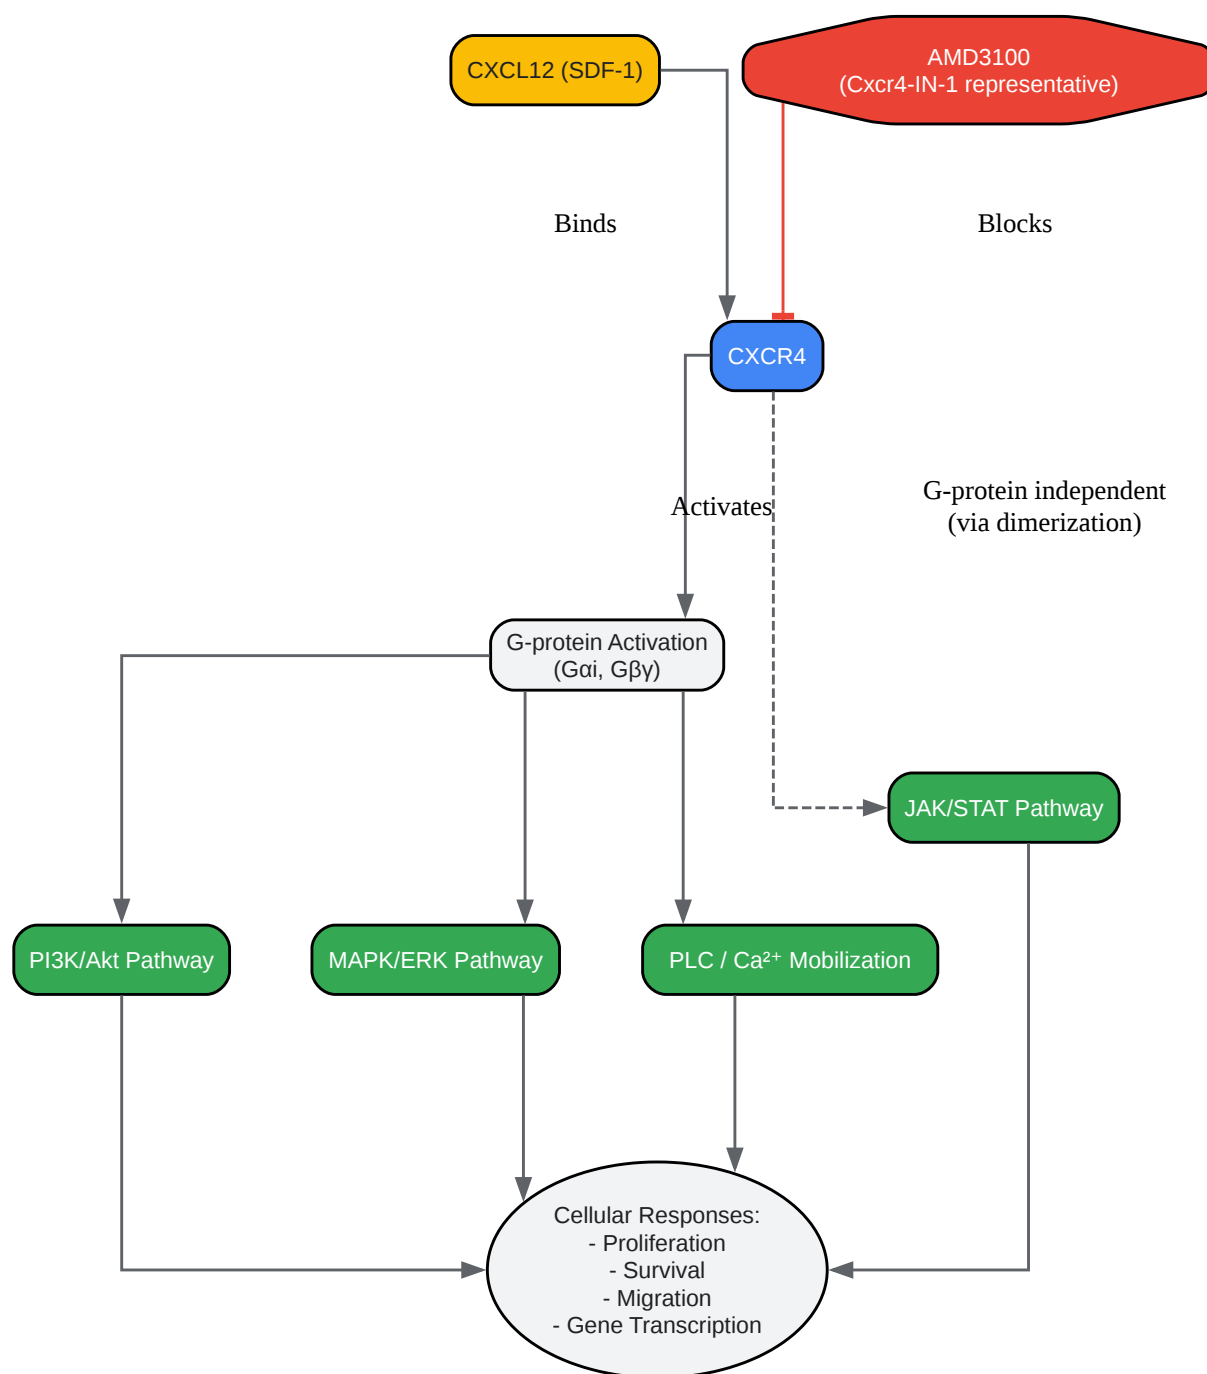 CXCL12 (SDF-1)
AMD3100
(Cxcr4-IN-1 representative)
Binds
Blocks
CXCR4
Activates
G-protein independent
(via dimerization)
G-protein Activation
(Gαi, Gβγ)
JAK/STAT Pathway
PI3K/Akt Pathway
MAPK/ERK Pathway
PLC / Ca²⁺ Mobilization
Cellular Responses:
- Proliferation
- Survival
- Migration
- Gene Transcription